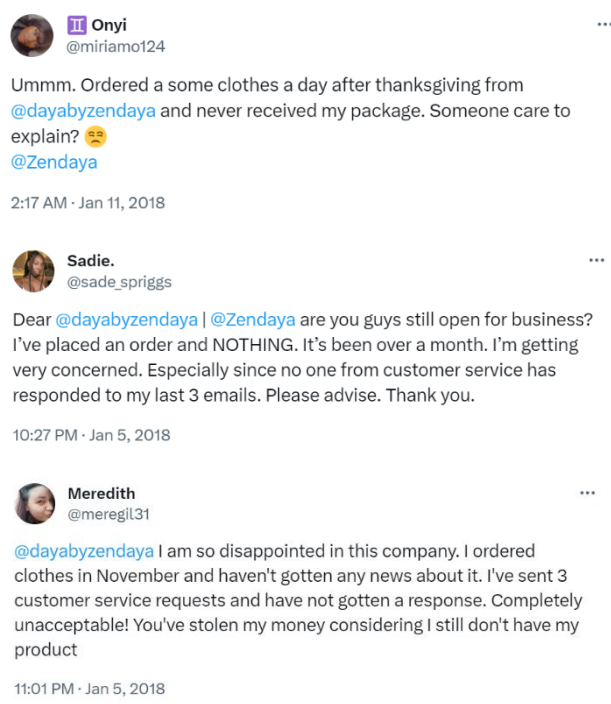 ♊ Onyi
@miriamo124
Ummm. Ordered a some clothes a day after thanksgiving from
@dayabyzendaya and never received my package. Someone care to
explain? 😒
@Zendaya
2:17 AM · Jan 11, 2018
Sadie.
@sade_spriggs
Dear @dayabyzendaya | @Zendaya are you guys still open for business?
I’ve placed an order and NOTHING. It’s been over a month. I’m getting
very concerned. Especially since no one from customer service has
responded to my last 3 emails. Please advise. Thank you.
10:27 PM · Jan 5, 2018
Meredith
@meregil31
@dayabyzendaya I am so disappointed in this company. I ordered
clothes in November and haven't gotten any news about it. I've sent 3
customer service requests and have not gotten a response. Completely
unacceptable! You've stolen my money considering I still don't have my
product
11:01 PM · Jan 5, 2018